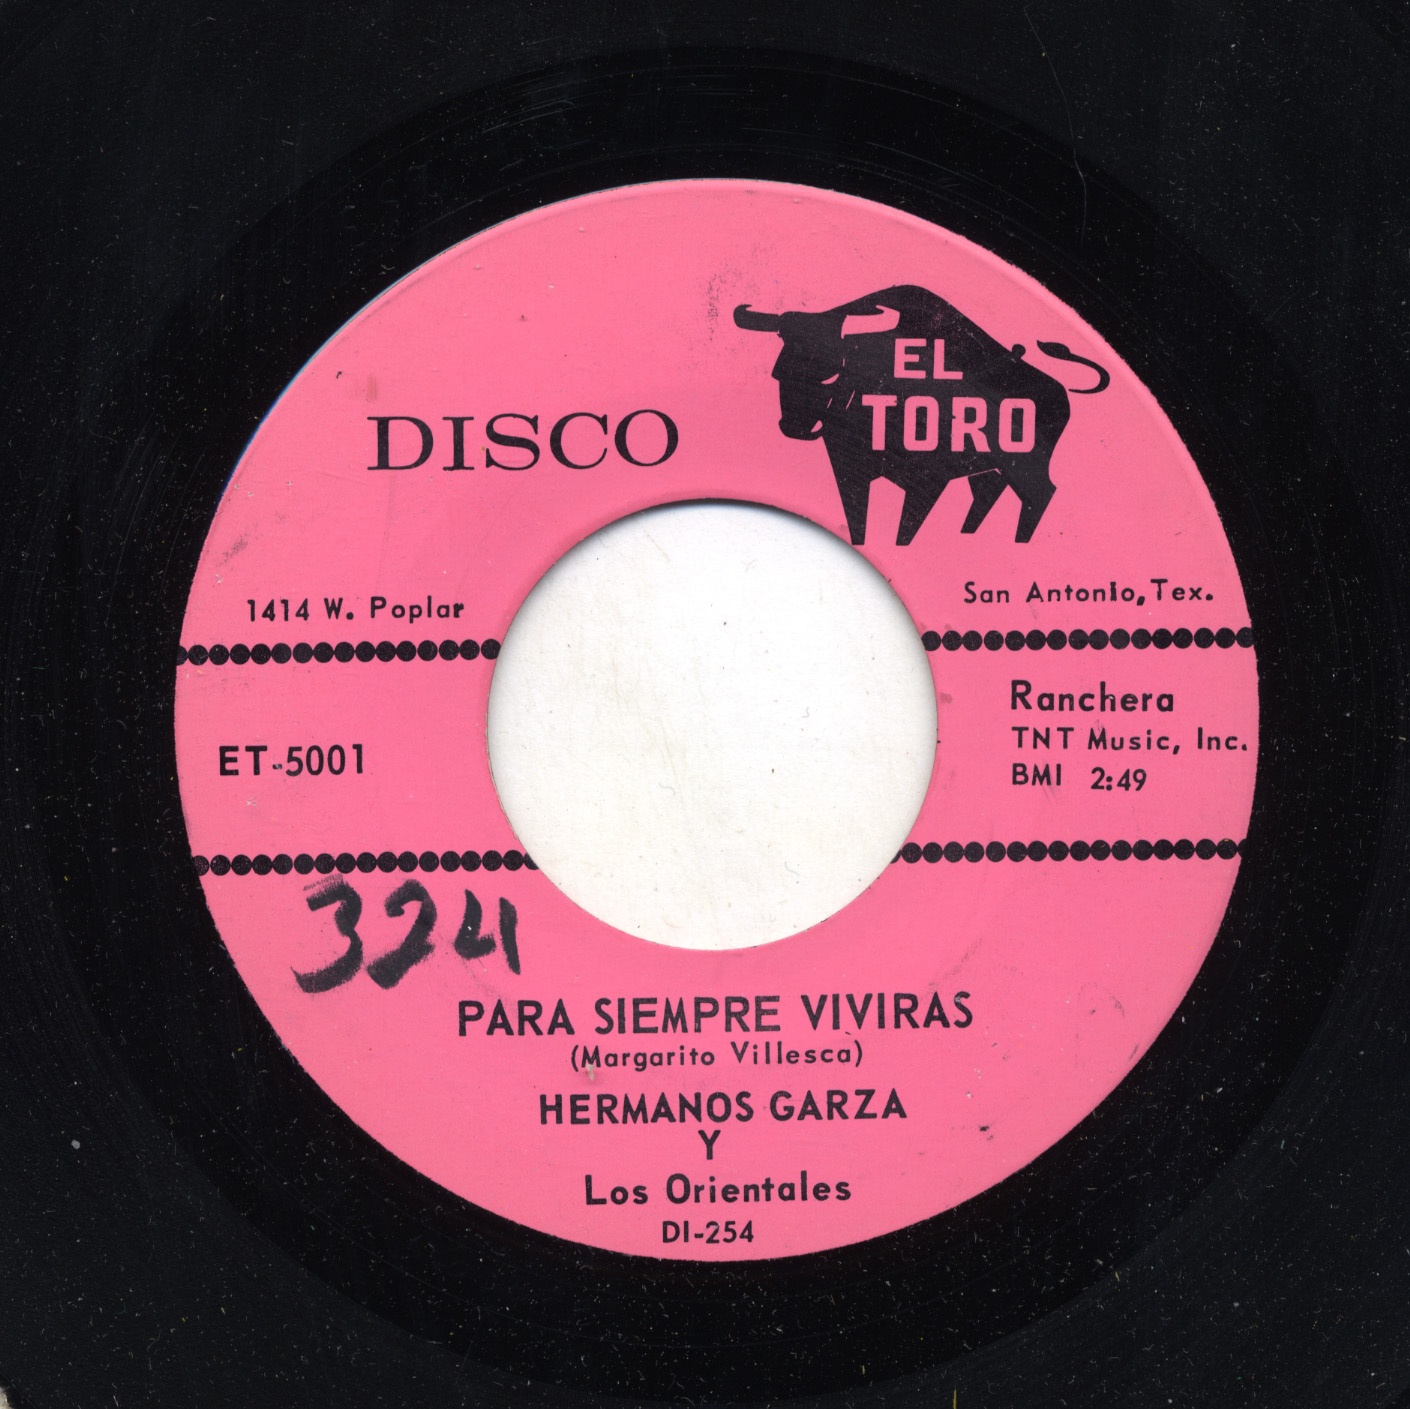 DISCO
EL
TORO
1414 W. Poplar
San Antonio, Tex.
ET-5001
Ranchera
TNT Music, Inc.
BMI 2:49
324
PARA SIEMPRE VIVIRAS
(Margarito Villesca)
HERMANOS GARZA
Y
Los Orientales
DI-254